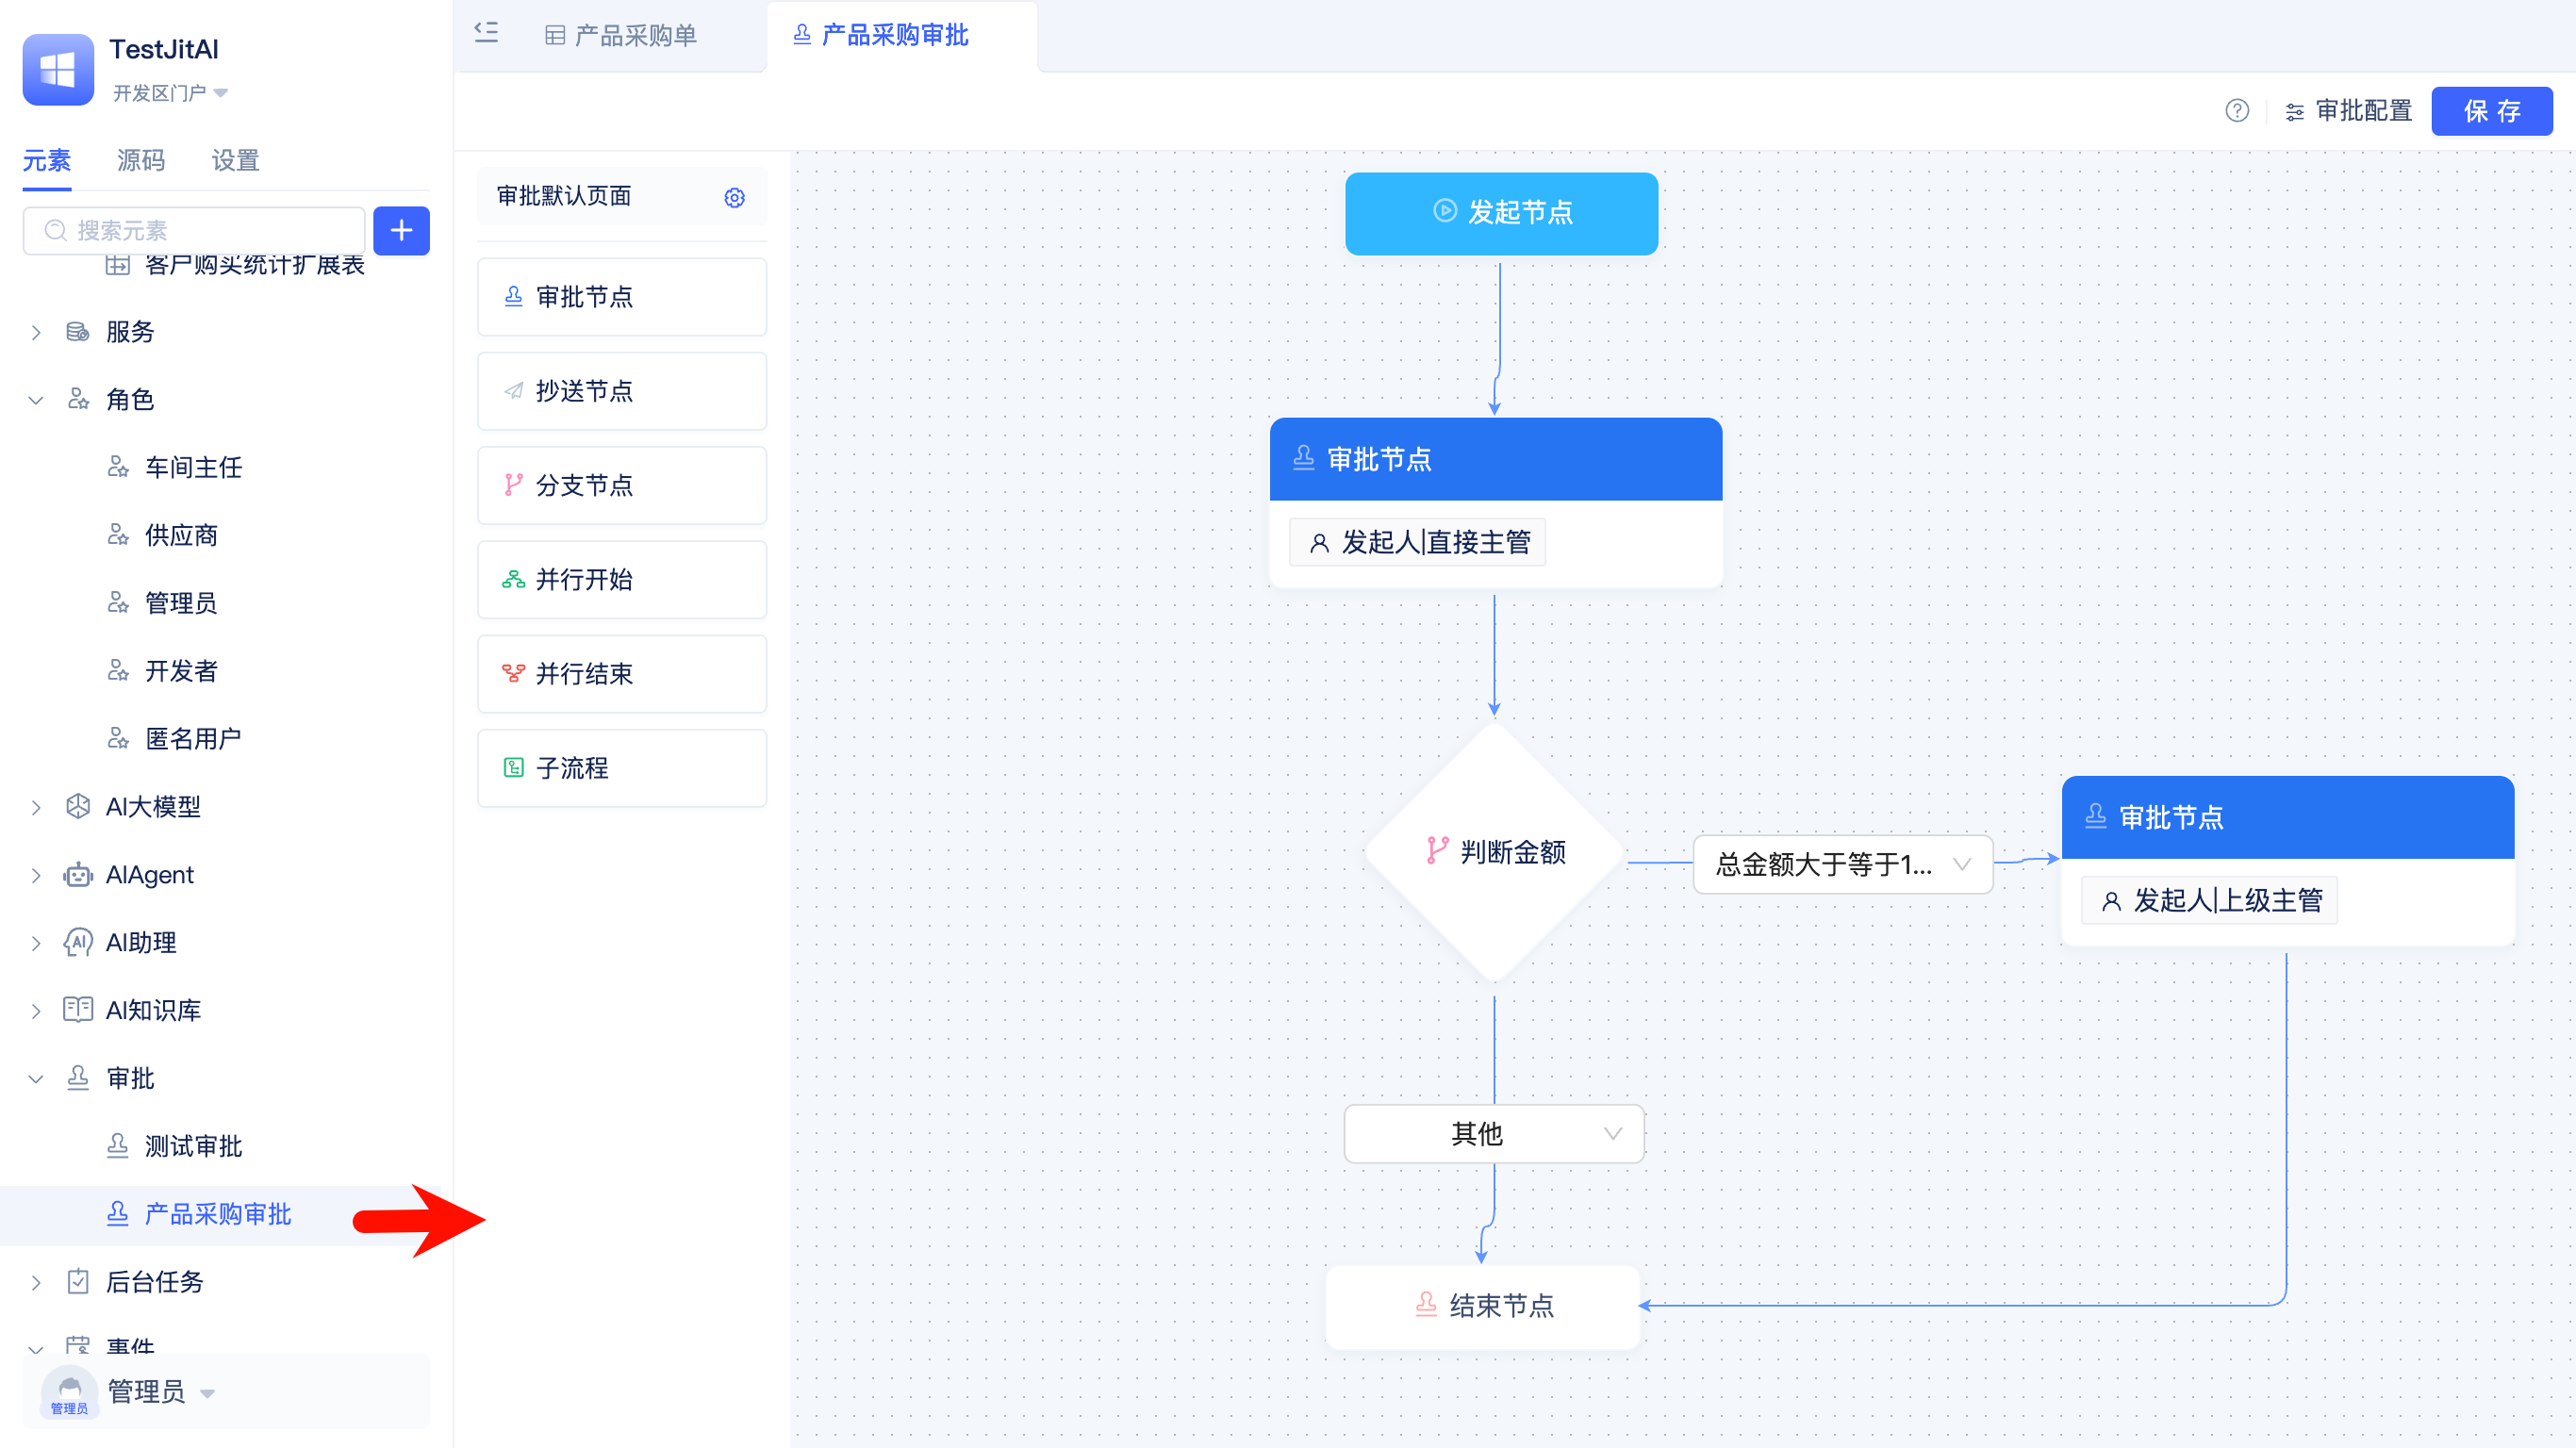 TestJitAI
开发区门户
元素 源码 设置
搜索元素
客户购买统计扩展表
服务
角色
车间主任
供应商
管理员
开发者
匿名用户
AI大模型
AIAgent
AI助理
AI知识库
审批
测试审批
产品采购审批
后台任务
事件
管理员
管理员
产品采购单
产品采购审批
审批配置
保 存
审批默认页面
审批节点
抄送节点
分支节点
并行开始
并行结束
子流程
发起节点
审批节点
发起人|直接主管
判断金额
总金额大于等于1...
审批节点
发起人|上级主管
其他
结束节点